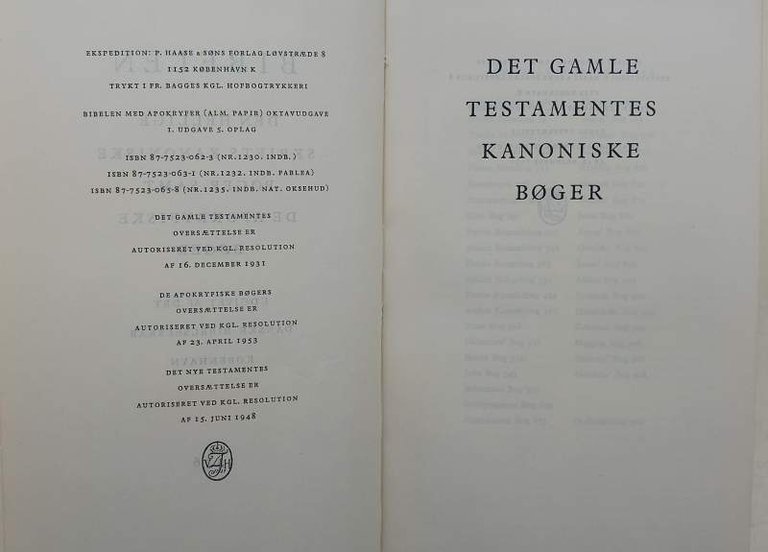 EKSPEDITION: P. HAASE & SØNS FORLAG LØVSTRÆDE 8
1152 KØBENHAVN K
TRYKT I FR. BAGGES KGL. HOFBOGTRYKKERI
BIBELEN MED APOKRYFER (ALM. PAPIR) OKTAVUDGAVE
1. UDGAVE 5. OPLAG
ISBN 87-7523-062-3 (NR.1230. INDB.)
ISBN 87-7523-063-1 (NR.1232. INDB. FABLEA)
ISBN 87-7523-065-8 (NR.1235. INDB. NAT. OKSEHUD)
DET GAMLE TESTAMENTES
OVERSÆTTELSE ER
AUTORISERET VED KGL. RESOLUTION
AF 16. DECEMBER 1931
DE APOKRYFISKE BØGERS
OVERSÆTTELSE ER
AUTORISERET VED KGL. RESOLUTION
AF 23. APRIL 1953
DET NYE TESTAMENTES
OVERSÆTTELSE ER
AUTORISERET VED KGL. RESOLUTION
AF 15. JUNI 1948
DET GAMLE
TESTAMENTES
KANONISKE
BØGER